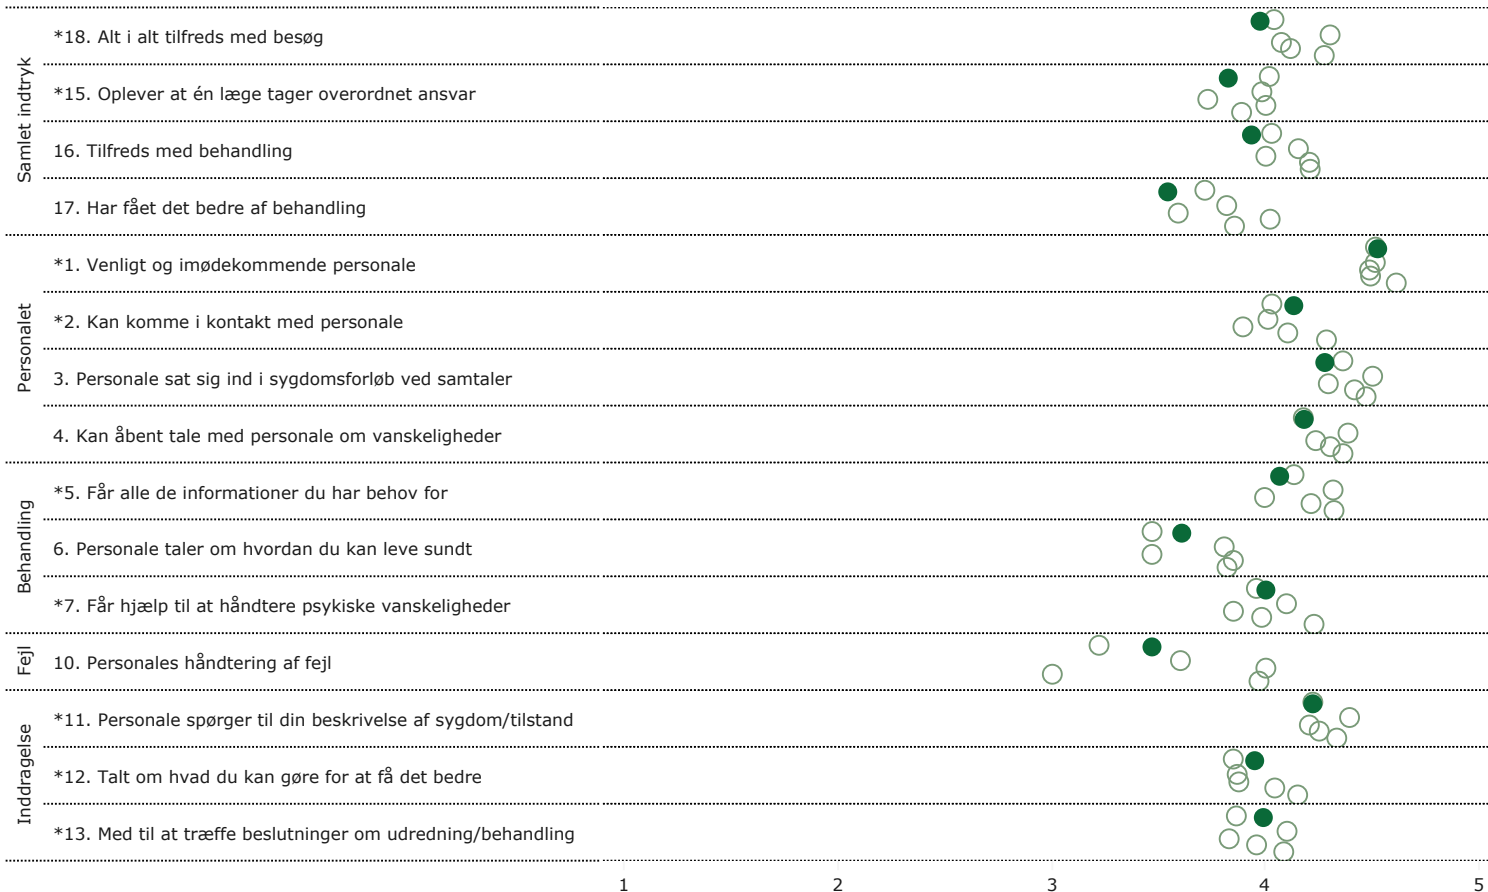 Samlet indtryk
*18. Alt i alt tilfreds med besøg
*15. Oplever at én læge tager overordnet ansvar
16. Tilfreds med behandling
17. Har fået det bedre af behandling
Personalet
*1. Venligt og imødekommende personale
*2. Kan komme i kontakt med personale
3. Personale sat sig ind i sygdomsforløb ved samtaler
4. Kan åbent tale med personale om vanskeligheder
Behandling
*5. Får alle de informationer du har behov for
6. Personale taler om hvordan du kan leve sundt
*7. Får hjælp til at håndtere psykiske vanskeligheder
Fejl
10. Personales håndtering af fejl
Inddragelse
*11. Personale spørger til din beskrivelse af sygdom/tilstand
*12. Talt om hvad du kan gøre for at få det bedre
*13. Med til at træffe beslutninger om udredning/behandling
1 2 3 4 5